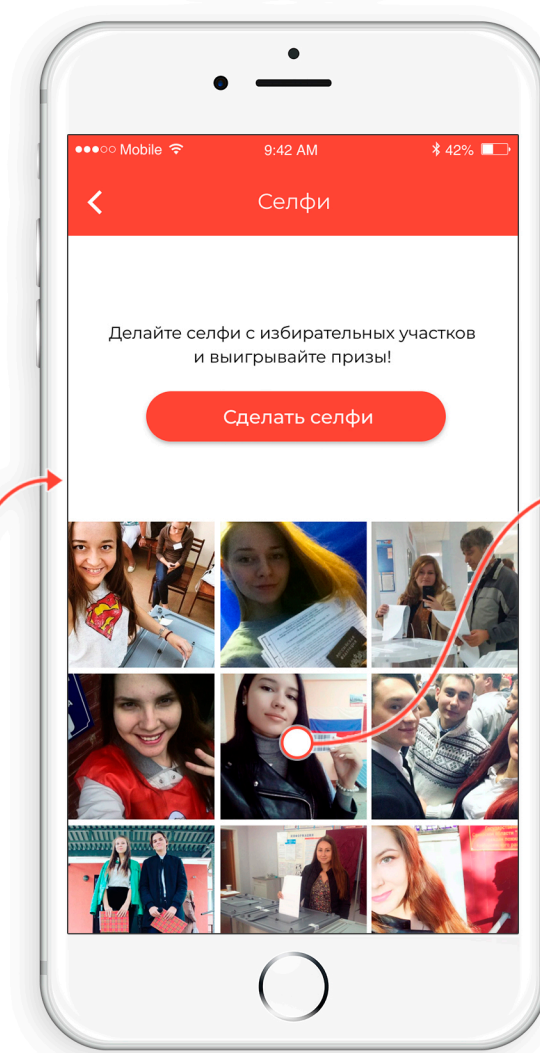 Mobile 9:42 AM 42%
Селфи
Делайте селфи с избирательных участков
и выигрывайте призы!
Сделать селфи